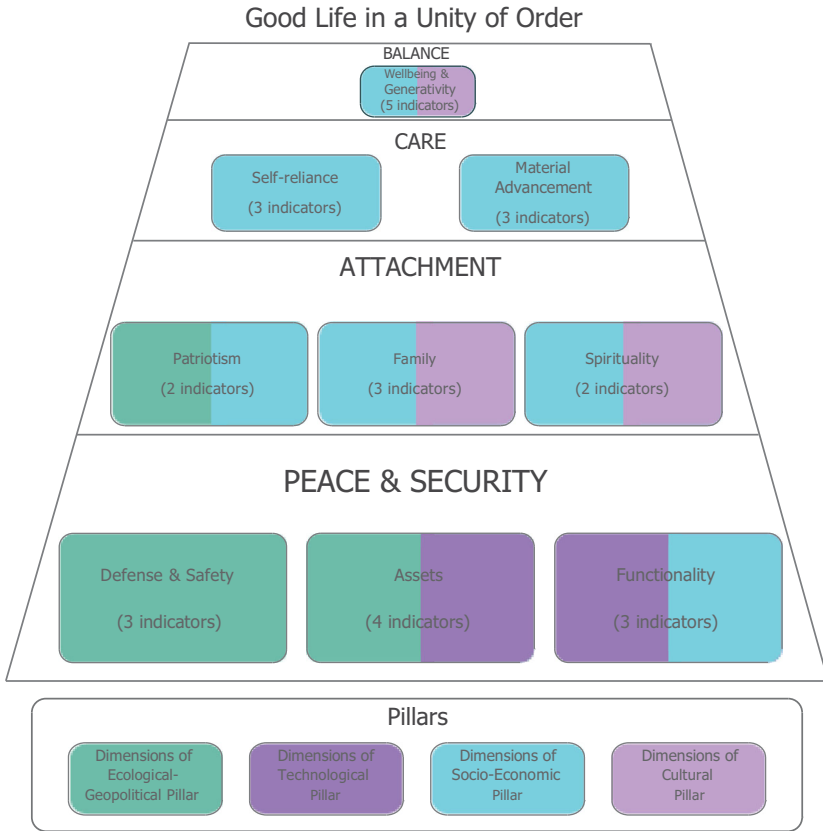 Good Life in a Unity of Order
BALANCE
Wellbeing &
Generativity
(5 indicators)
CARE
Self-reliance
(3 indicators)
Material
Advancement
(3 indicators)
ATTACHMENT
Patriotism
(2 indicators)
Family
(3 indicators)
Spirituality
(2 indicators)
PEACE & SECURITY
Defense & Safety
(3 indicators)
Assets
(4 indicators)
Functionality
(3 indicators)
Pillars
Dimensions of
Ecological-
Geopolitical Pillar
Dimensions of
Technological
Pillar
Dimensions of
Socio-Economic
Pillar
Dimensions of
Cultural
Pillar